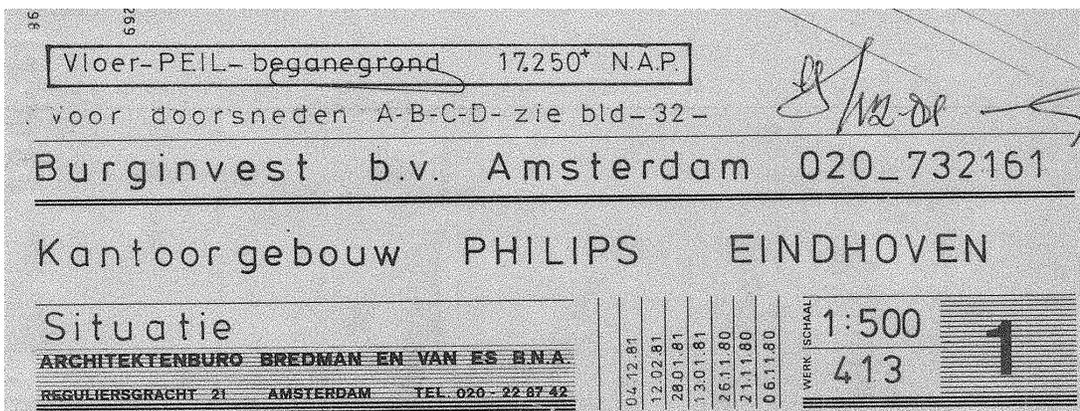 86
692
Vloer-PEIL-beganegrond 17.250+ N.A.P.
voor doorsneden A-B-C-D- zie bld-32-
Burginvest b.v. Amsterdam 020_732161
Kantoorgebouw PHILIPS EINDHOVEN
Situatie
ARCHITEKTENBURO BREDMAN EN VAN ES B.N.A.
REGULIERSGRACHT 21 AMSTERDAM TEL. 020 - 22 87 42
04.12.81
12.02.81
28.01.81
13.01.81
26.11.80
21.11.80
06.11.80
SCHAAL 1:500
WERK 413
1